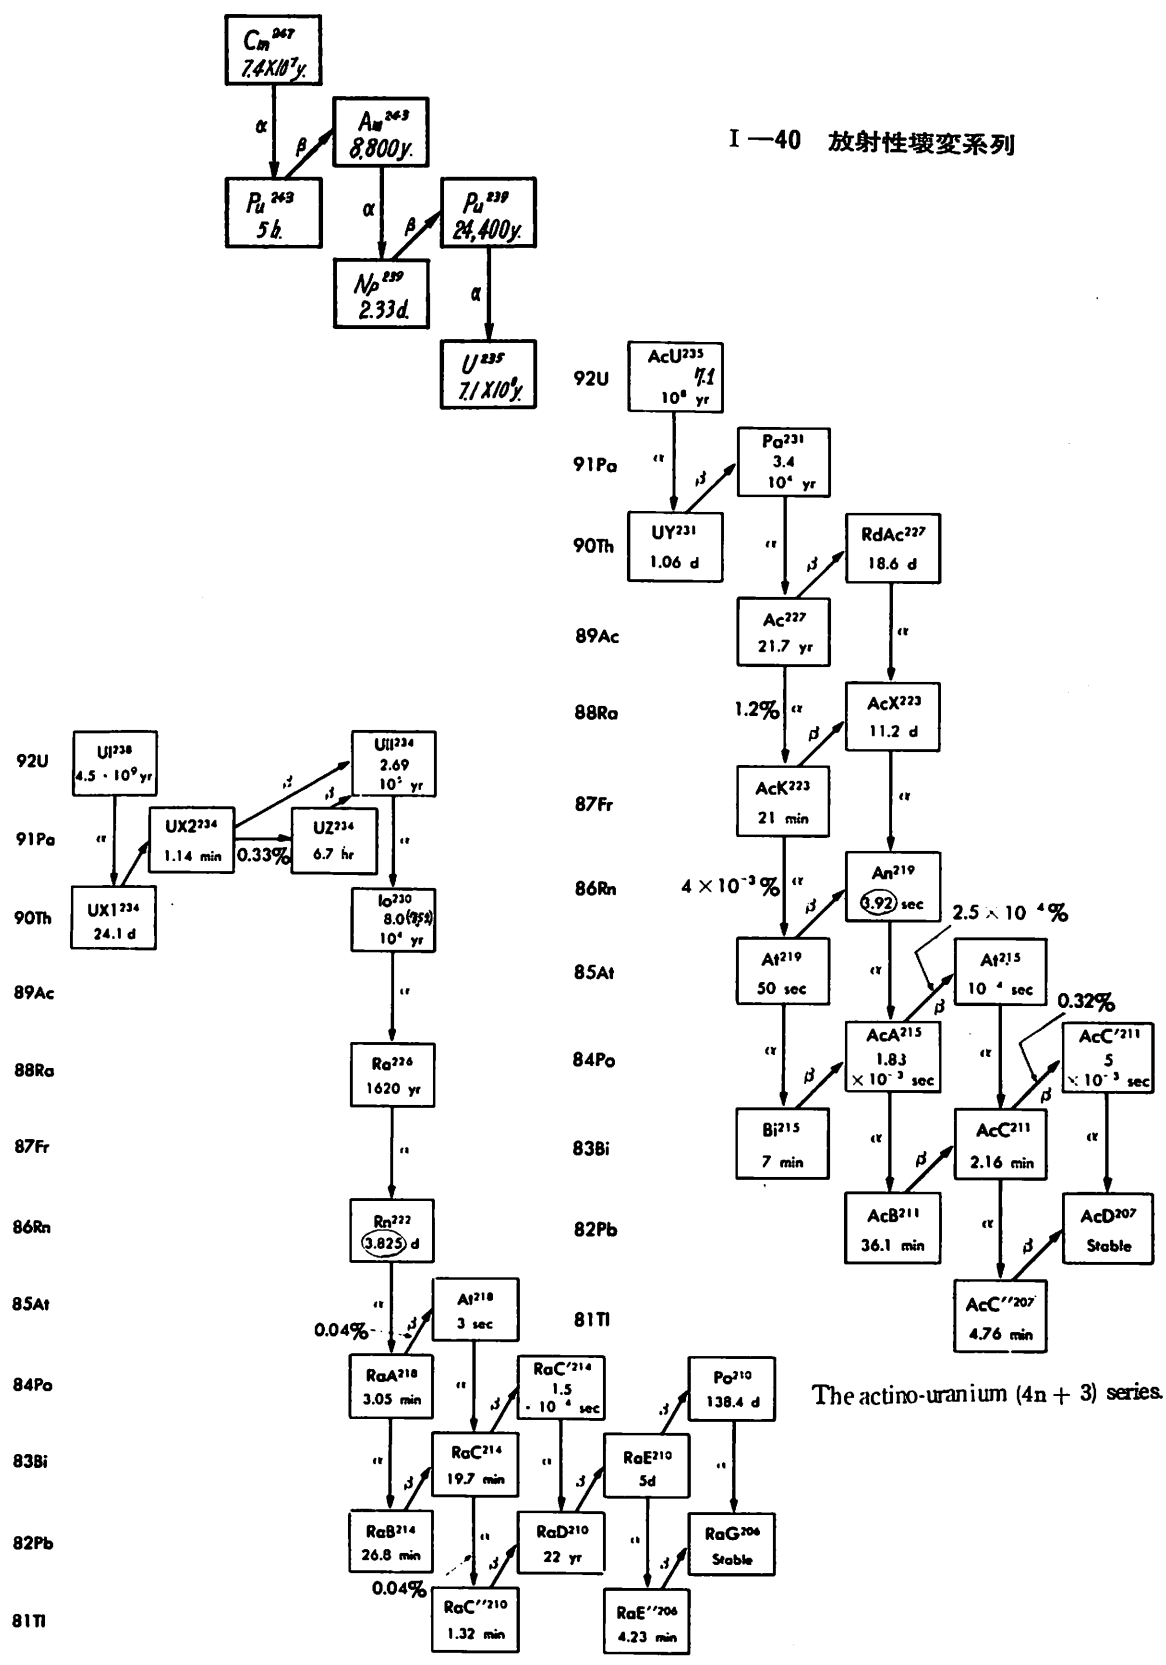 Cm²⁴⁷
7.4×10⁷y.
α
β
Am²⁴³
8,800y.
Pu²⁴³
5h.
α
β
Pu²³⁹
24,400y.
Np²³⁹
2.33d.
α
U²³⁵
7.1×10⁸y.
I—40 放射性壊変系列
92U
AcU²³⁵
7.1
10⁸ yr
α
91Pa
β
Pa²³¹
3.4
10⁴ yr
90Th
UY²³¹
1.06 d
α
β
RdAc²²⁷
18.6 d
89Ac
Ac²²⁷
21.7 yr
α
88Ra
1.2%
α
β
AcX²²³
11.2 d
87Fr
AcK²²³
21 min
α
86Rn
4 × 10⁻³%
α
β
An²¹⁹
3.92 sec
2.5 × 10⁻⁴%
85At
At²¹⁹
50 sec
α
β
At²¹⁵
10⁻⁴ sec
0.32%
84Po
α
β
AcA²¹⁵
1.83
× 10⁻³ sec
α
β
AcC′²¹¹
5
× 10⁻³ sec
83Bi
Bi²¹⁵
7 min
α
β
AcC²¹¹
2.16 min
α
82Pb
AcB²¹¹
36.1 min
α
β
AcD²⁰⁷
Stable
81Tl
AcC′′²⁰⁷
4.76 min
The actino-uranium (4n + 3) series.
92U
UI²³⁸
4.5 · 10⁹ yr
β
β
UII²³⁴
2.69
10⁵ yr
91Pa
α
UX2²³⁴
1.14 min
0.33%
UZ²³⁴
6.7 hr
α
90Th
UX1²³⁴
24.1 d
Io²³⁰
8.0(7.52)
10⁴ yr
89Ac
α
88Ra
Ra²²⁶
1620 yr
87Fr
α
86Rn
Rn²²²
3.825 d
85At
α
0.04%
β
At²¹⁸
3 sec
84Po
RaA²¹⁸
3.05 min
α
β
RaC′²¹⁴
1.5
· 10⁻⁴ sec
β
Po²¹⁰
138.4 d
83Bi
α
β
RaC²¹⁴
19.7 min
α
β
RaE²¹⁰
5d
α
82Pb
RaB²¹⁴
26.8 min
α
0.04%
β
RaD²¹⁰
22 yr
α
β
RaG²⁰⁶
Stable
81Tl
RaC′′²¹⁰
1.32 min
RaE′′²⁰⁶
4.23 min